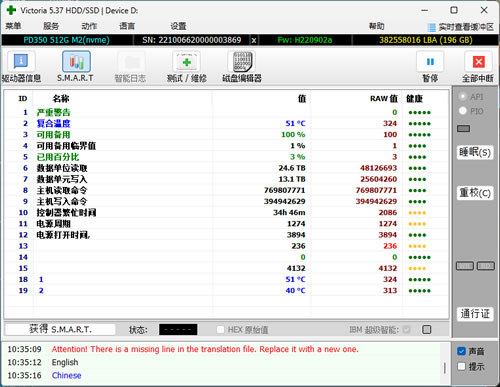 Victoria 5.37 HDD/SSD | Device D:
菜单 服务 动作 语言 设置 帮助 实时查看缓冲区
PD350 512G M2(nvme) SN: 221006620000003869 x Fw: H220902a 382558016 LBA (196 GB)
驱动器信息 S.M.A.R.T 智能日志 测试 / 维修 磁盘编辑器 暂停 全部中断
ID 名称 值 RAW 值 健康
1 严重警告 0
2 复合温度 51 °C 324
3 可用备用 100 % 100
4 可用备用临界值 1 % 1
5 已用百分比 3 % 3
6 数据单位读取 24.6 TB 48126693
7 数据单元写入 13.1 TB 25604260
8 主机读取命令 769807771 769807771
9 主机写入命令 394942629 394942629
10 控制器繁忙时间 34h 46m 2086
11 电源周期 1274 1274
12 电源打开时间, 3894 3894
13 236 236
14 0 0
15 4132 4132
18 1 51 °C 324
19 2 40 °C 313
API
PIO
睡眠(S)
重校(C)
通行证
获得 S.M.A.R.T. 状态: ----- HEX 原始值 IBM 超级智能:
10:35:09 Attention! There is a missing line in the translation file. Replace it with a new one.
10:35:12 English
10:35:16 Chinese
声音
提示